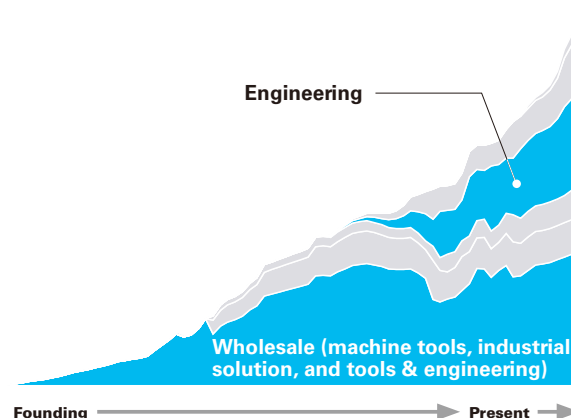 Engineering
Wholesale (machine tools, industrial
solution, and tools & engineering)
Founding
Present